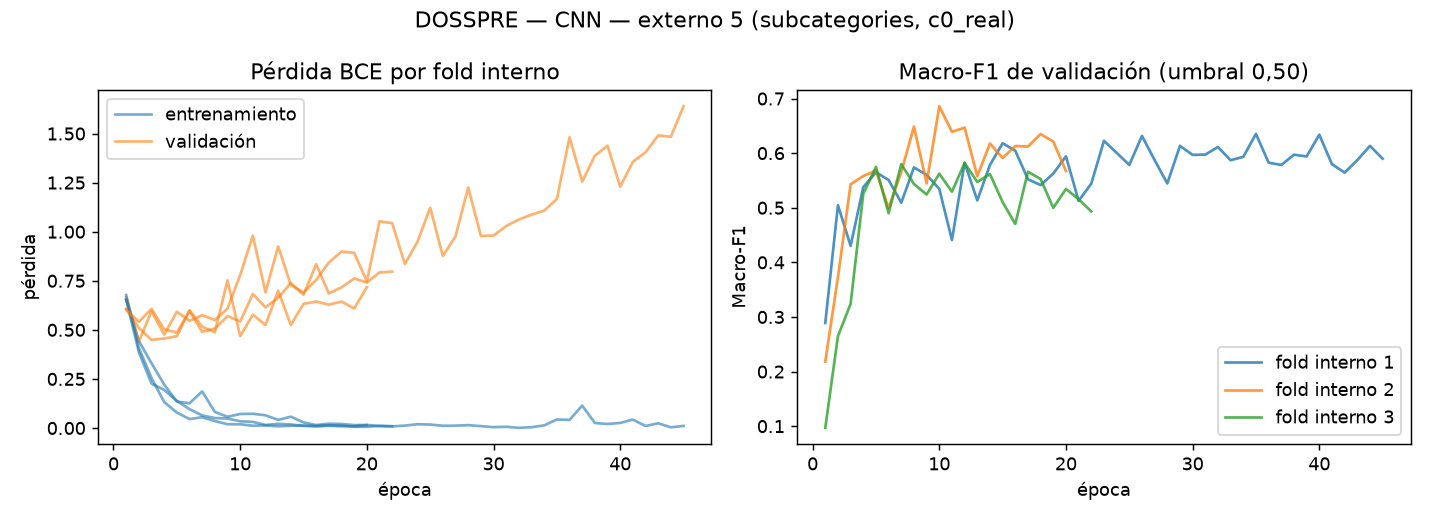 DOSSPRE — CNN — externo 5 (subcategories, c0_real)
Pérdida BCE por fold interno
entrenamiento
validación
pérdida
1.50
1.25
1.00
0.75
0.50
0.25
0.00
0
10
20
30
40
época
Macro-F1 de validación (umbral 0,50)
Macro-F1
0.7
0.6
0.5
0.4
0.3
0.2
0.1
fold interno 1
fold interno 2
fold interno 3
0
10
20
30
40
época